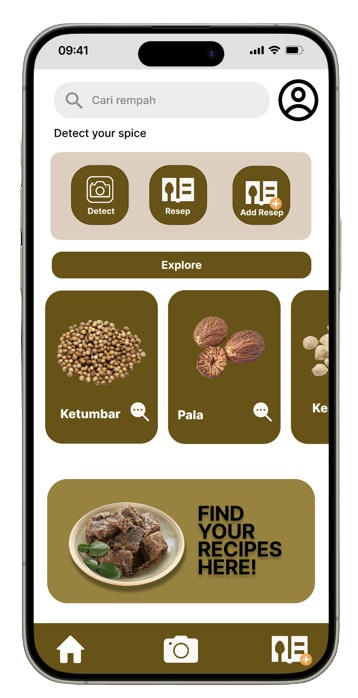 09:41
Cari rempah
Detect your spice
Detect
Resep
Add Resep
Explore
Ketumbar
Pala
Ke
FIND
YOUR
RECIPES
HERE!